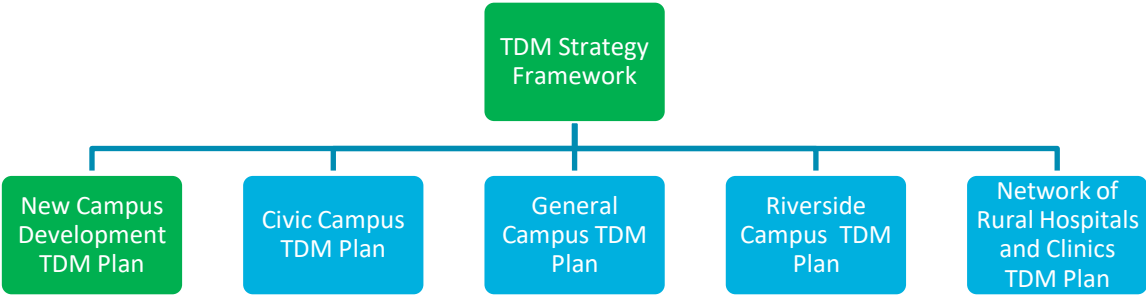 TDM Strategy
Framework
New Campus
Development
TDM Plan
Civic Campus
TDM Plan
General
Campus TDM
Plan
Riverside
Campus TDM
Plan
Network of
Rural Hospitals
and Clinics
TDM Plan